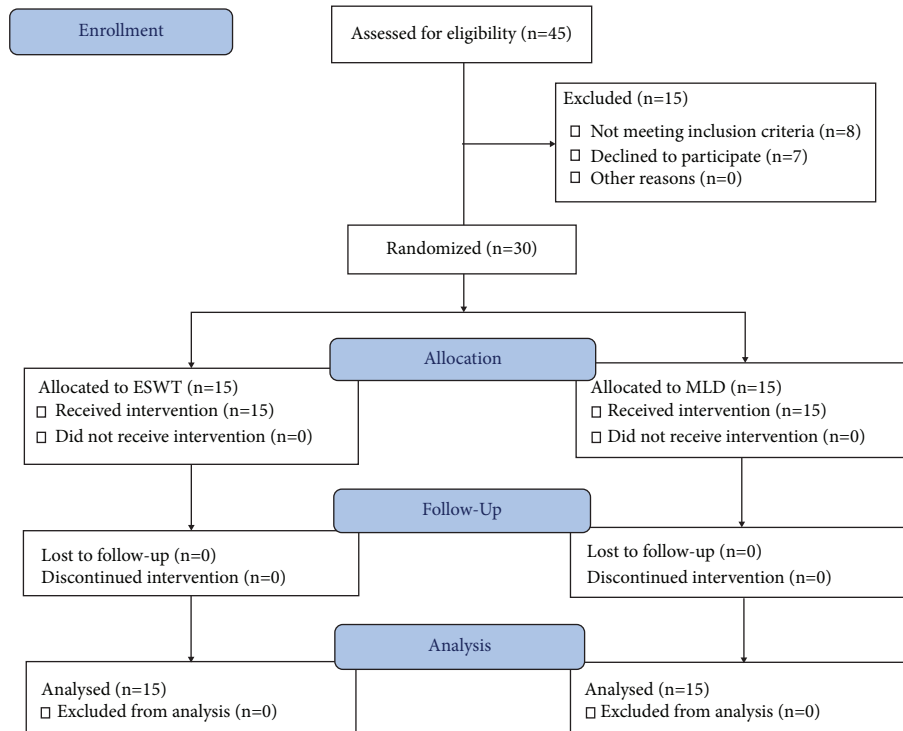 Enrollment
Assessed for eligibility (n=45)
Excluded (n=15)
Not meeting inclusion criteria (n=8)
Declined to participate (n=7)
Other reasons (n=0)
Randomized (n=30)
Allocation
Allocated to ESWT (n=15)
Received intervention (n=15)
Did not receive intervention (n=0)
Allocated to MLD (n=15)
Received intervention (n=15)
Did not receive intervention (n=0)
Follow-Up
Lost to follow-up (n=0)
Discontinued intervention (n=0)
Lost to follow-up (n=0)
Discontinued intervention (n=0)
Analysis
Analysed (n=15)
Excluded from analysis (n=0)
Analysed (n=15)
Excluded from analysis (n=0)